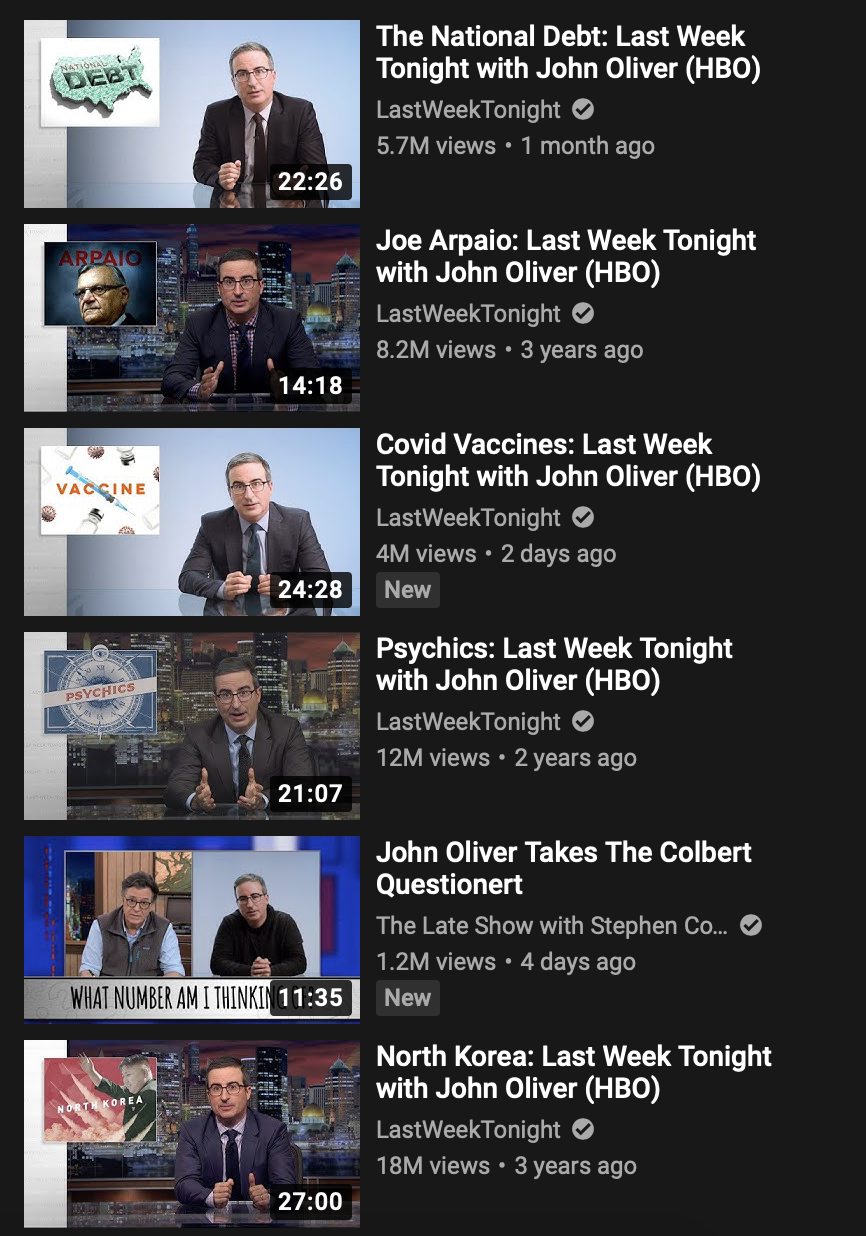 NATIONAL
DEBT
22:26
The National Debt: Last Week
Tonight with John Oliver (HBO)
LastWeekTonight
5.7M views • 1 month ago
ARPAIO
14:18
Joe Arpaio: Last Week Tonight
with John Oliver (HBO)
LastWeekTonight
8.2M views • 3 years ago
VACCINE
24:28
Covid Vaccines: Last Week
Tonight with John Oliver (HBO)
LastWeekTonight
4M views • 2 days ago
New
PSYCHICS
21:07
Psychics: Last Week Tonight
with John Oliver (HBO)
LastWeekTonight
12M views • 2 years ago
WHAT NUMBER AM I THINKING
11:35
John Oliver Takes The Colbert
Questionert
The Late Show with Stephen Co...
1.2M views • 4 days ago
New
NORTH KOREA
27:00
North Korea: Last Week Tonight
with John Oliver (HBO)
LastWeekTonight
18M views • 3 years ago